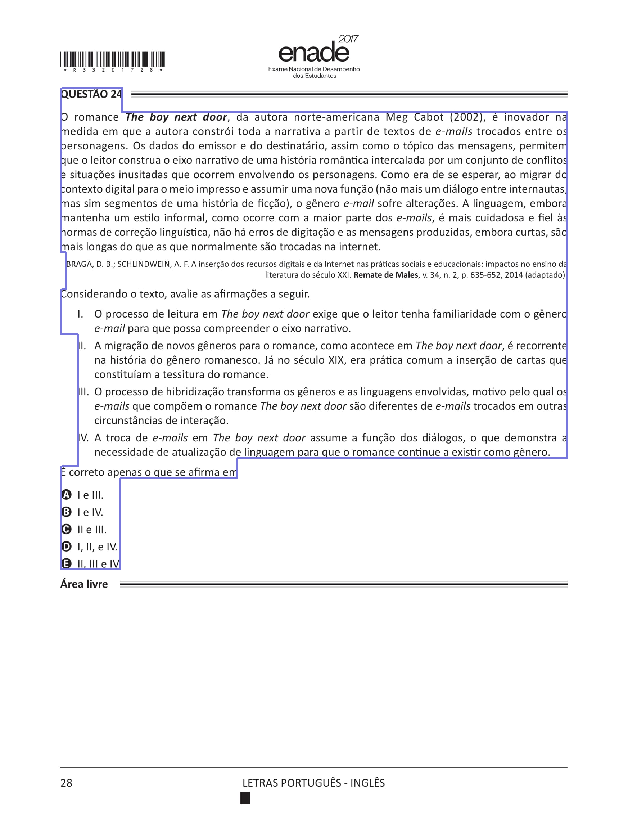 *R3320172 8*
enade 2017
Exame Nacional de Desempenho
dos Estudantes
QUESTÃO 24
O romance The boy next door, da autora norte-americana Meg Cabot (2002), é inovador na
medida em que a autora constrói toda a narrativa a partir de textos de e-mails trocados entre os
personagens. Os dados do emissor e do destinatário, assim como o tópico das mensagens, permitem
que o leitor construa o eixo narrativo de uma história romântica intercalada por um conjunto de conflitos
e situações inusitadas que ocorrem envolvendo os personagens. Como era de se esperar, ao migrar do
contexto digital para o meio impresso e assumir uma nova função (não mais um diálogo entre internautas,
mas sim segmentos de uma história de ficção), o gênero e-mail sofre alterações. A linguagem, embora
mantenha um estilo informal, como ocorre com a maior parte dos e-mails, é mais cuidadosa e fiel às
normas de correção linguística, não há erros de digitação e as mensagens produzidas, embora curtas, são
mais longas do que as que normalmente são trocadas na internet.
BRAGA, D. B.; SCHLINDWEIN, A. F. A inserção dos recursos digitais e da Internet nas práticas sociais e educacionais: impactos no ensino da
literatura do século XXI. Remate de Males, v. 34, n. 2, p. 635-652, 2014 (adaptado).
Considerando o texto, avalie as afirmações a seguir.
I. O processo de leitura em The boy next door exige que o leitor tenha familiaridade com o gênero
e-mail para que possa compreender o eixo narrativo.
II. A migração de novos gêneros para o romance, como acontece em The boy next door, é recorrente
na história do gênero romanesco. Já no século XIX, era prática comum a inserção de cartas que
constituíam a tessitura do romance.
III. O processo de hibridização transforma os gêneros e as linguagens envolvidas, motivo pelo qual os
e-mails que compõem o romance The boy next door são diferentes de e-mails trocados em outras
circunstâncias de interação.
IV. A troca de e-mails em The boy next door assume a função dos diálogos, o que demonstra a
necessidade de atualização de linguagem para que o romance continue a existir como gênero.
É correto apenas o que se afirma em
A I e III.
B I e IV.
C II e III.
D I, II, e IV.
E II, III e IV
Área livre
28
LETRAS PORTUGUÊS - INGLÊS